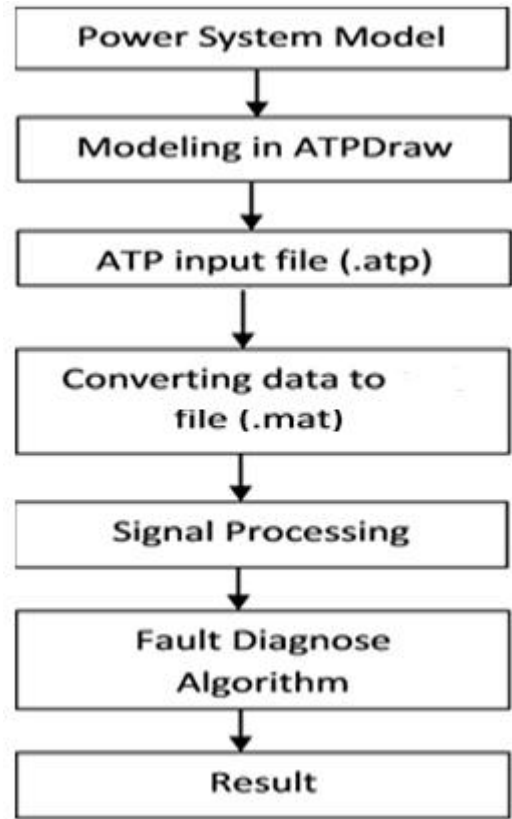 Power System Model
Modeling in ATPDraw
ATP input file (.atp)
Converting data to
file (.mat)
Signal Processing
Fault Diagnose
Algorithm
Result